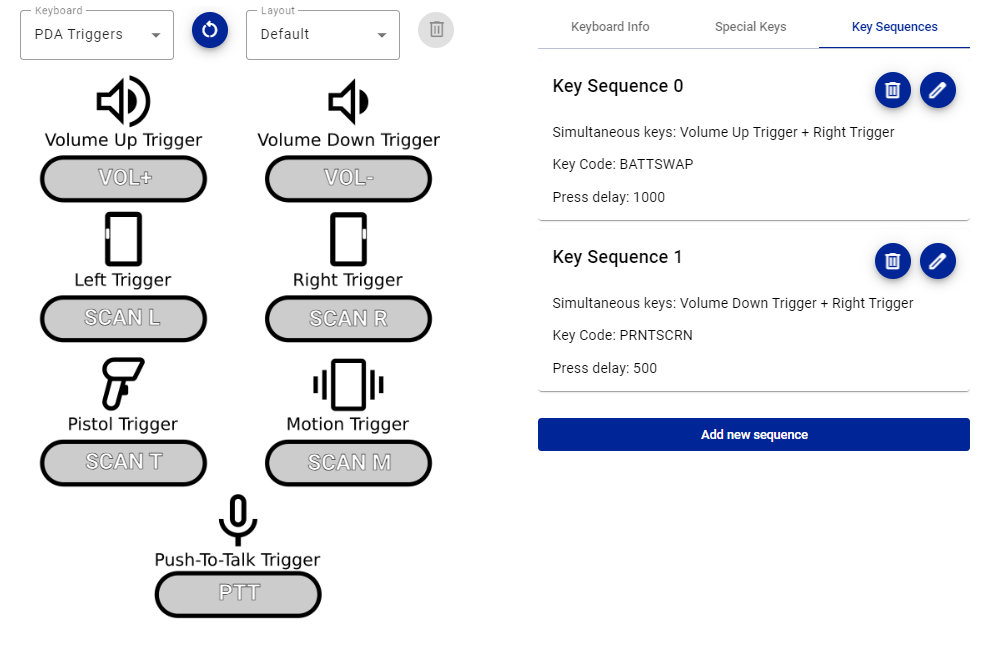 Keyboard
PDA Triggers
Layout
Default
Volume Up Trigger
Volume Down Trigger
VOL+
VOL-
Left Trigger
Right Trigger
SCAN L
SCAN R
Pistol Trigger
Motion Trigger
SCAN T
SCAN M
Push-To-Talk Trigger
PTT
Keyboard Info
Special Keys
Key Sequences
Key Sequence 0
Simultaneous keys: Volume Up Trigger + Right Trigger
Key Code: BATTSWAP
Press delay: 1000
Key Sequence 1
Simultaneous keys: Volume Down Trigger + Right Trigger
Key Code: PRNTSCRN
Press delay: 500
Add new sequence